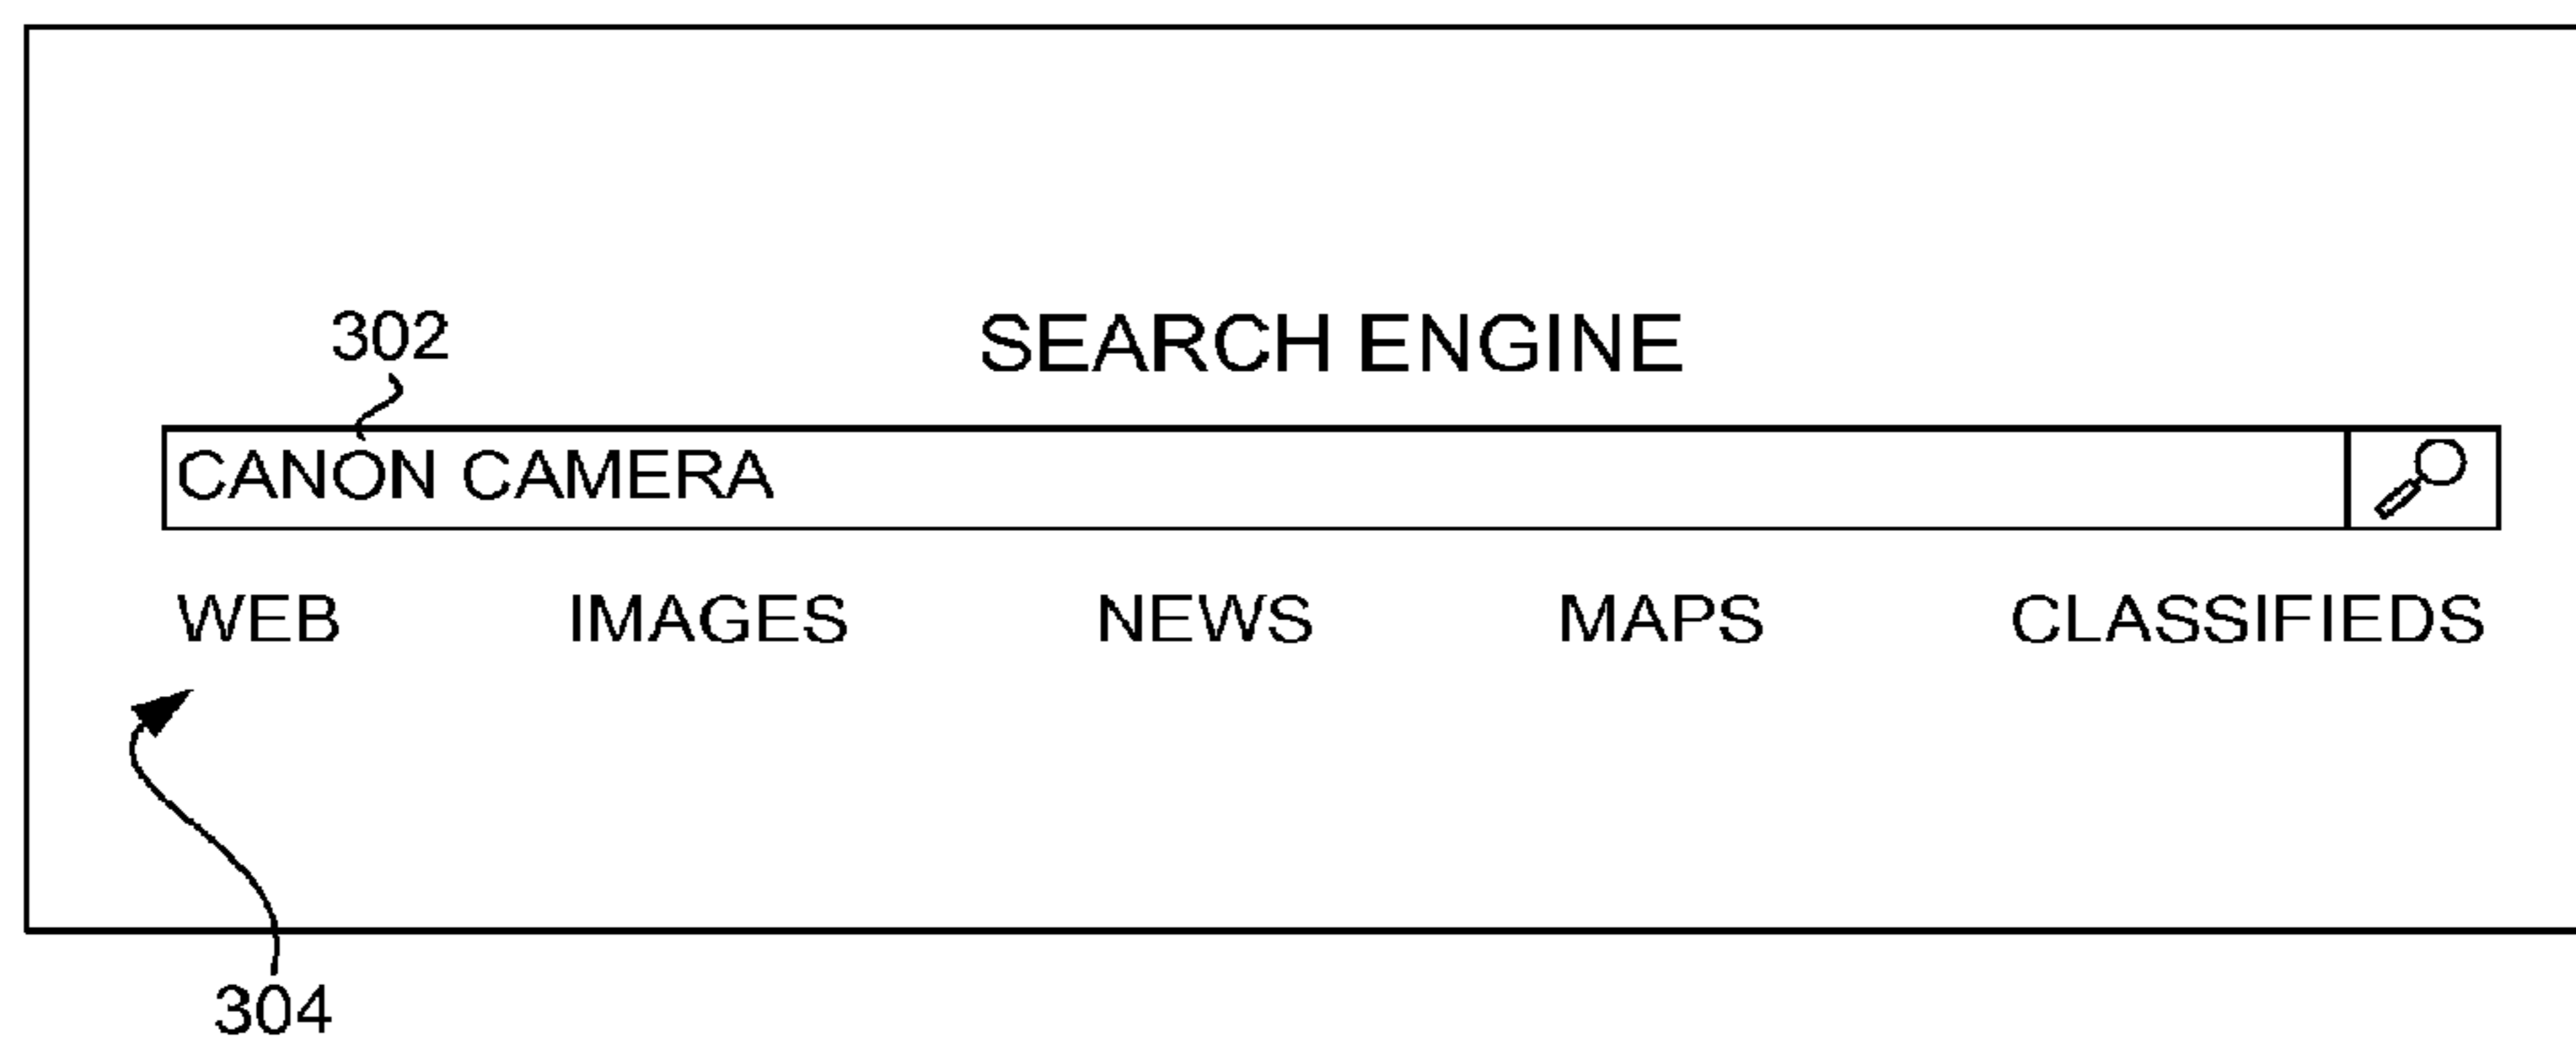 302
SEARCH ENGINE
CANON CAMERA
WEB IMAGES NEWS MAPS CLASSIFIEDS
304